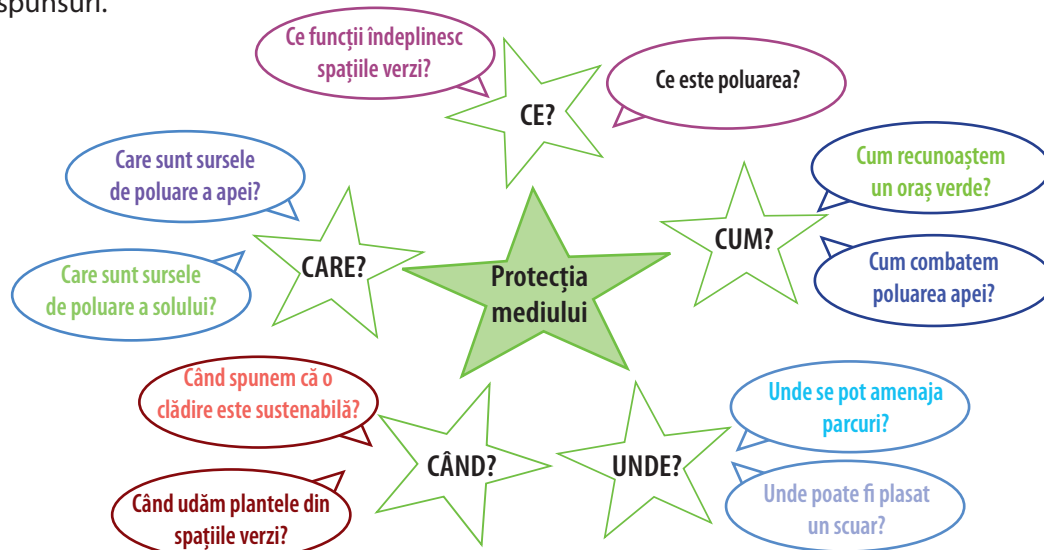 spunsuri.
Ce funcții îndeplinesc
spațiile verzi?
Ce este poluarea?
CE?
Care sunt sursele
de poluare a apei?
Care sunt sursele
de poluare a solului?
CARE?
Cum recunoaștem
un oraș verde?
Cum combatem
poluarea apei?
CUM?
Protecția
mediului
Când spunem că o
clădire este sustenabilă?
Când udăm plantele din
spațiile verzi?
CÂND?
UNDE?
Unde se pot amenaja
parcuri?
Unde poate fi plasat
un scuar?